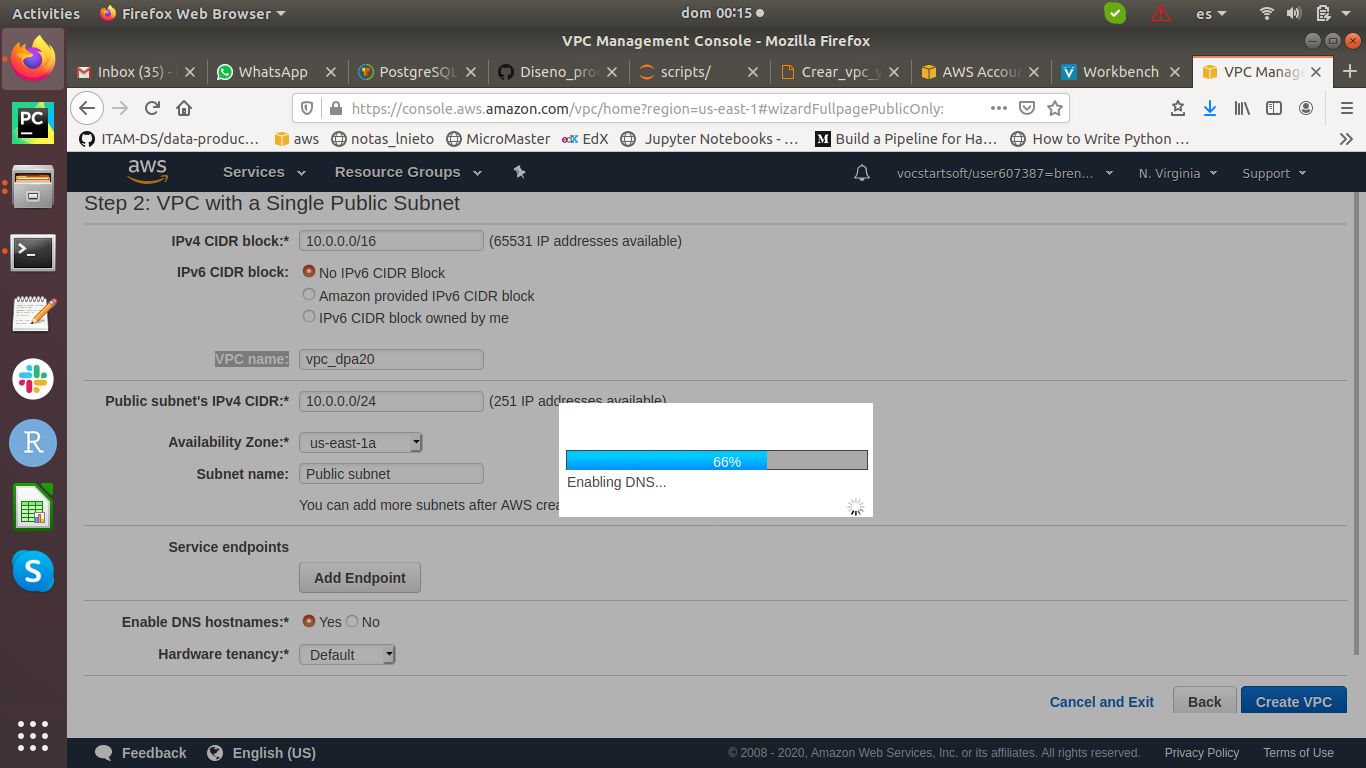 Activities Firefox Web Browser dom 00:15 es
VPC Management Console - Mozilla Firefox
Inbox (35) - WhatsApp PostgreSQL Diseno_pro scripts/ Crear_vpc_y AWS Accou Workbench VPC Manage
https://console.aws.amazon.com/vpc/home?region=us-east-1#wizardFullpagePublicOnly:
ITAM-DS/data-produc… aws notas_lnieto MicroMaster edX EdX Jupyter Notebooks - … M Build a Pipeline for Ha… How to Write Python …
aws Services Resource Groups vocstartsoft/user607387=bren... N. Virginia Support
Step 2: VPC with a Single Public Subnet
IPv4 CIDR block:* 10.0.0.0/16 (65531 IP addresses available)
IPv6 CIDR block: No IPv6 CIDR Block
Amazon provided IPv6 CIDR block
IPv6 CIDR block owned by me
VPC name: vpc_dpa20
Public subnet's IPv4 CIDR:* 10.0.0.0/24 (251 IP addresses available)
Availability Zone:* us-east-1a
66%
Subnet name: Public subnet
Enabling DNS...
You can add more subnets after AWS crea
Service endpoints
Add Endpoint
Enable DNS hostnames:* Yes No
Hardware tenancy:* Default
Cancel and Exit Back Create VPC
Feedback English (US) © 2008 - 2020, Amazon Web Services, Inc. or its affiliates. All rights reserved. Privacy Policy Terms of Use
PC
R
S